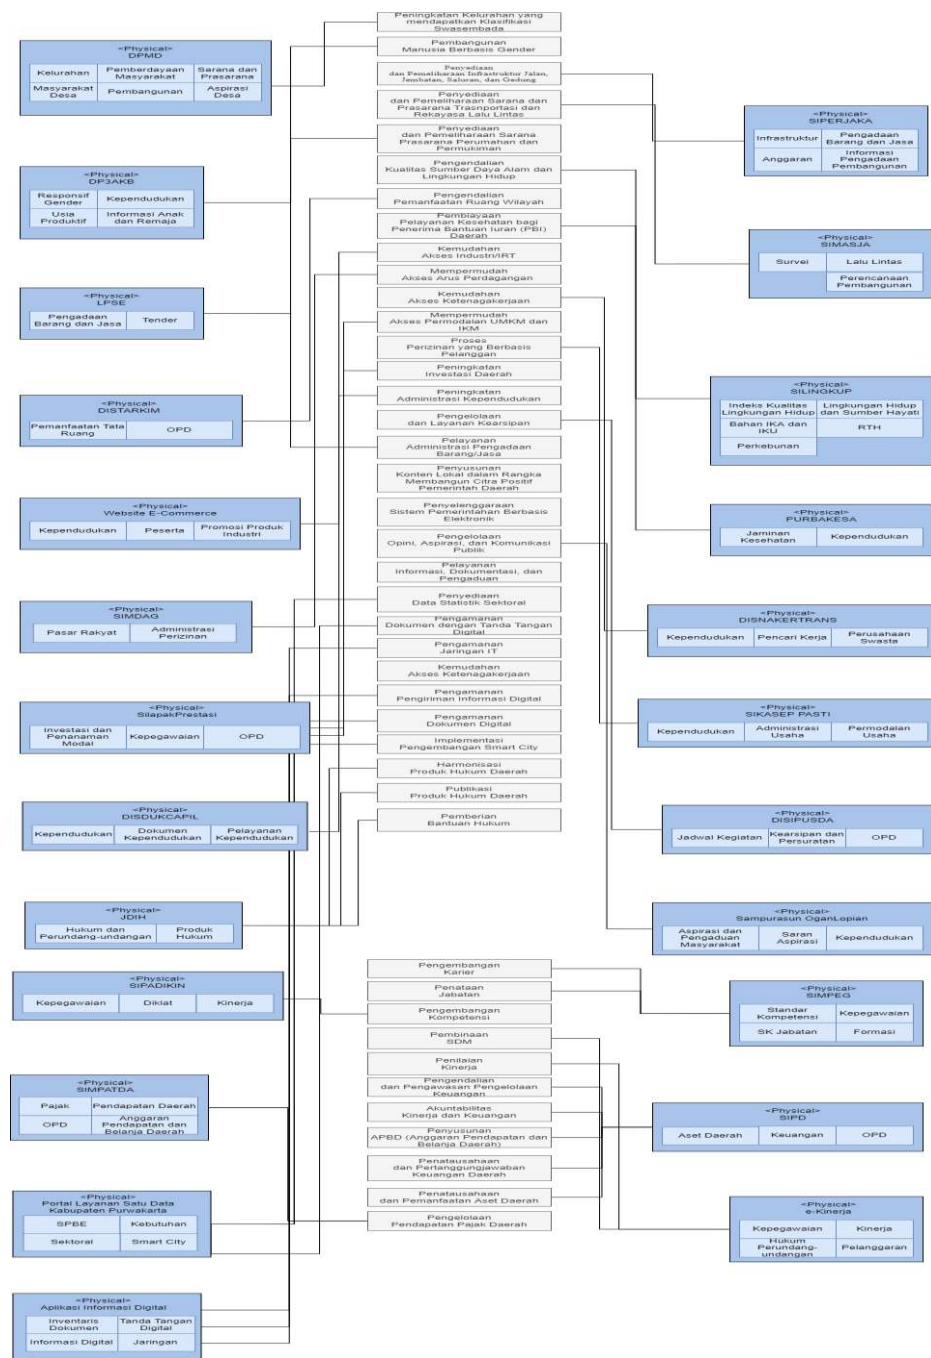 <Physical>
DPMD
Kelurahan
Pemberdayaan
Masyarakat
Sarana dan
Prasarana
Masyarakat
Desa
Pembangunan
Aspirasi
Desa
<Physical>
DP3AKB
Responsif
Gender
Kependudukan
Usia
Produktif
Informasi Anak
dan Remaja
<Physical>
LPSE
Pengadaan
Barang dan Jasa
Tender
<Physical>
DISTARKIM
Pemanfaatan Tata
Ruang
OPD
<Physical>
Website E-Commerce
Kependudukan
Peserta
Promosi Produk
Industri
<Physical>
SIMDAG
Pasar Rakyat
Administrasi
Perizinan
<Physical>
SilapakPrestasi
Investasi dan
Penanaman
Modal
Kepegawaian
OPD
<Physical>
DISDUKCAPIL
Kependudukan
Dokumen
Kependudukan
Pelayanan
Kependudukan
<Physical>
JDIH
Hukum dan
Perundang-undangan
Produk
Hukum
<Physical>
SIPADIKIN
Kepegawaian
Diklat
Kinerja
<Physical>
SIMPATDA
Pajak
Pendapatan Daerah
OPD
Anggaran
Pendapatan dan
Belanja Daerah
<Physical>
Portal Layanan Satu Data
Kabupaten Purwakarta
SPBE
Kebutuhan
Sektoral
Smart City
<Physical>
Aplikasi Informasi Digital
Inventaris
Dokumen
Tanda Tangan
Digital
Informasi Digital
Jaringan
Peningkatan Kelurahan yang
mendapatkan Klasifikasi
Swasembada
Pembangunan
Manusia Berbasis Gender
Penyediaan
dan Pemeliharaan Infrastruktur Jalan,
Jembatan, Saluran, dan Gedung
Penyediaan
dan Pemeliharaan Sarana dan
Prasarana Trasnportasi dan
Rekayasa Lalu Lintas
Penyediaan
dan Pemeliharaan Sarana
Prasarana Perumahan dan
Permukiman
Pengendalian
Kualitas Sumber Daya Alam dan
Lingkungan Hidup
Pengendalian
Pemanfaatan Ruang Wilayah
Pembiayaan
Pelayanan Kesehatan bagi
Penerima Bantuan Iuran (PBI)
Daerah
Kemudahan
Akses Industri/IRT
Mempermudah
Akses Arus Perdagangan
Kemudahan
Akses Ketenagakerjaan
Mempermudah
Akses Permodalan UMKM dan
IKM
Proses
Perizinan yang Berbasis
Pelanggan
Peningkatan
Investasi Daerah
Peningkatan
Administrasi Kependudukan
Pengelolaan
dan Layanan Kearsipan
Pelayanan
Administrasi Pengadaan
Barang/Jasa
Penyusunan
Konten Lokal dalam Rangka
Membangun Citra Positif
Pemerintah Daerah
Penyelenggaraan
Sistem Pemerintahan Berbasis
Elektronik
Pengelolaan
Opini, Aspirasi, dan Komunikasi
Publik
Pelayanan
Informasi, Dokumentasi, dan
Pengaduan
Penyediaan
Data Statistik Sektoral
Pengamanan
Dokumen dengan Tanda Tangan
Digital
Pengamanan
Jaringan IT
Kemudahan
Akses Ketenagakerjaan
Pengamanan
Pengiriman Informasi Digital
Pengamanan
Dokumen Digital
Implementasi
Pengembangan Smart City
Harmonisasi
Produk Hukum Daerah
Publikasi
Produk Hukum Daerah
Pemberian
Bantuan Hukum
Pengembangan
Karier
Penataan
Jabatan
Pengembangan
Kompetensi
Pembinaan
SDM
Penilaian
Kinerja
Pengendalian
dan Pengawasan Pengelolaan
Keuangan
Akuntabilitas
Kinerja dan Keuangan
Penyusunan
APBD (Anggaran Pendapatan dan
Belanja Daerah)
Penatausahaan
dan Pertanggungjawaban
Keuangan Daerah
Penatausahaan
dan Pemanfaatan Aset Daerah
Pengelolaan
Pendapatan Pajak Daerah
<Physical>
SIPERJAKA
Infrastruktur
Pengadaan
Barang dan Jasa
Anggaran
Informasi
Pengadaan
Pembangunan
<Physical>
SIMASJA
Survei
Lalu Lintas
Perencanaan
Pembangunan
<Physical>
SILINGKUP
Indeks Kualitas
Lingkungan Hidup
Lingkungan Hidup
dan Sumber Hayati
Bahan IKA dan
IKU
RTH
Perkebunan
<Physical>
PURBAKESA
Jaminan
Kesehatan
Kependudukan
<Physical>
DISNAKERTRANS
Kependudukan
Pencari Kerja
Perusahaan
Swasta
<Physical>
SIKASEP PASTI
Kependudukan
Administrasi
Usaha
Permodalan
Usaha
<Physical>
DISIPUSDA
Jadwal Kegiatan
Kearsipan dan
Persuratan
OPD
<Physical>
Sampurasun OganLopian
Aspirasi dan
Pengaduan
Masyarakat
Saran
Aspirasi
Kependudukan
<Physical>
SIMPEG
Standar
Kompetensi
Kepegawaian
SK Jabatan
Formasi
<Physical>
SIPD
Aset Daerah
Keuangan
OPD
<Physical>
e-Kinerja
Kepegawaian
Kinerja
Hukum
Perundang-
undangan
Pelanggaran